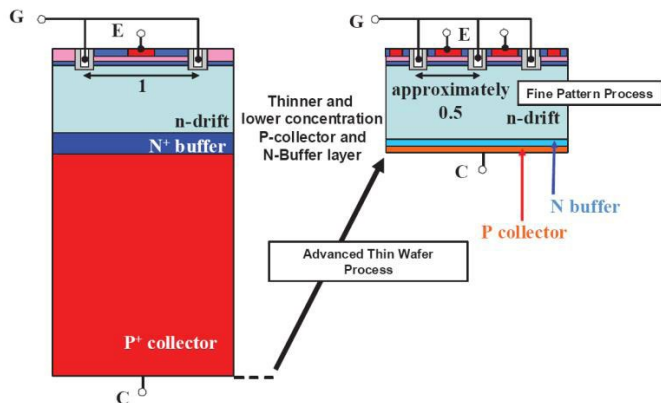 G
E
1
n-drift
N+ buffer
P+ collector
C
Thinner and
lower concentration
P-collector and
N-Buffer layer
Advanced Thin Wafer
Process
G
E
approximately
0.5
Fine Pattern Process
n-drift
C
N buffer
P collector